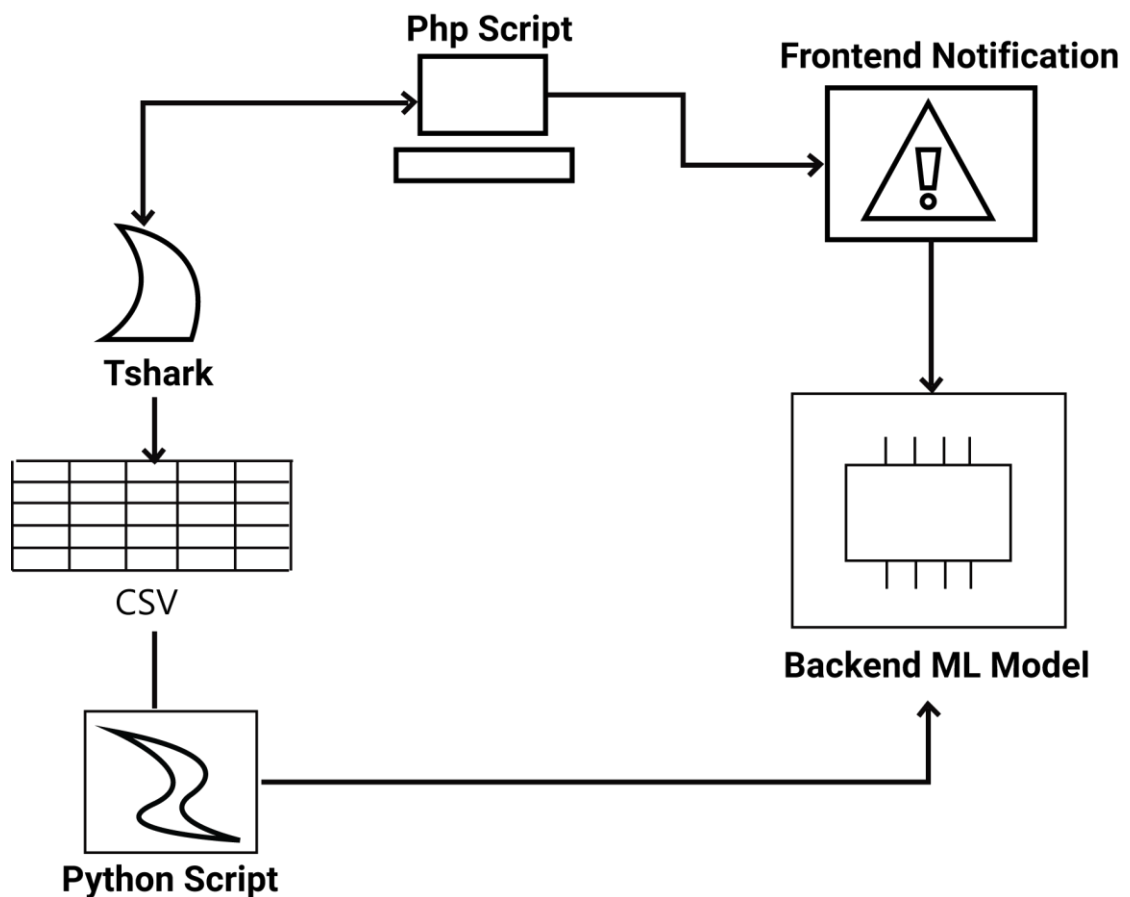 Php Script
Frontend Notification
Tshark
CSV
Backend ML Model
Python Script